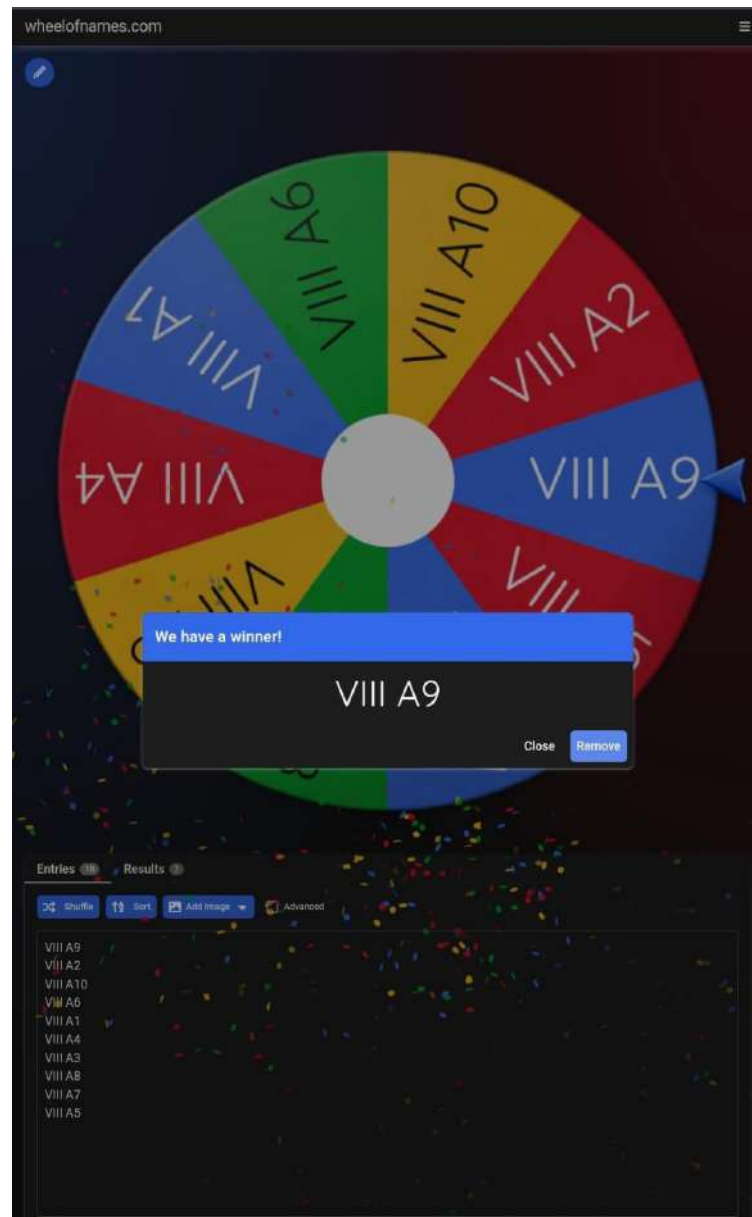 wheelofnames.com
VIII A6
VIII A10
VIII A1
VIII A2
VIII A4
VIII A9
VIII
VIII
We have a winner!
VIII A9
Close Remove
Entries Results
Shuffle Sort Add Image Advanced
VIII A9
VIII A2
VIII A10
VIII A6
VIII A1
VIII A4
VIII A3
VIII A8
VIII A7
VIII A5